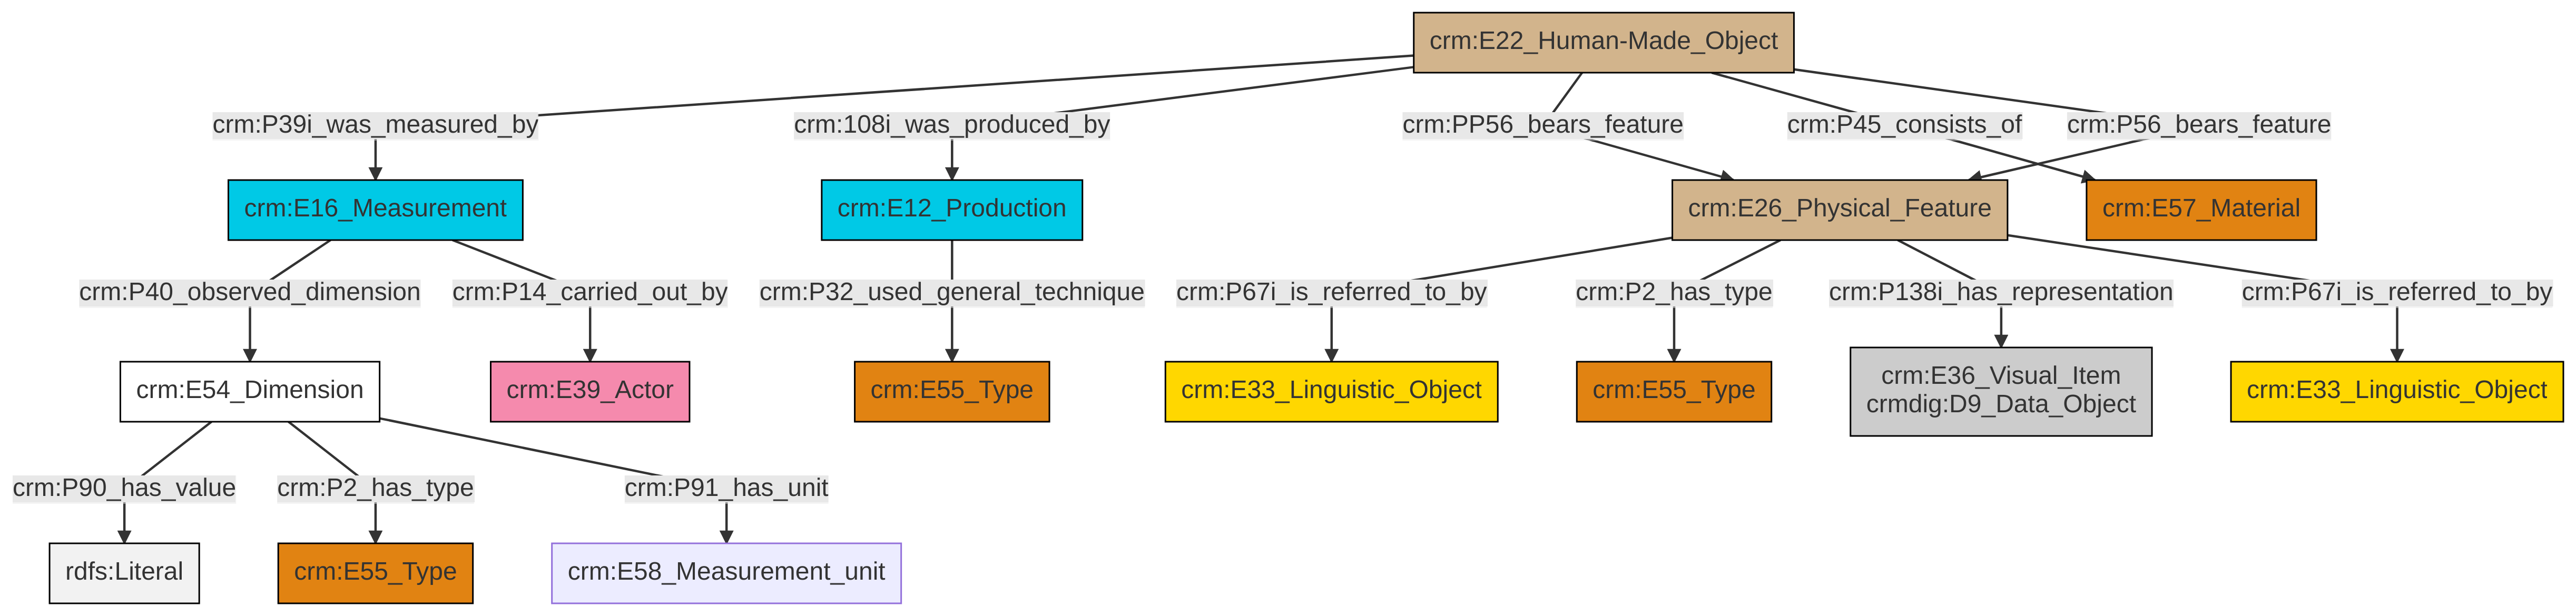 crm:E22_Human-Made_Object
crm:P39i_was_measured_by
crm:108i_was_produced_by
crm:PP56_bears_feature
crm:P45_consists_of
crm:P56_bears_feature
crm:E16_Measurement
crm:E12_Production
crm:E26_Physical_Feature
crm:E57_Material
crm:P40_observed_dimension
crm:P14_carried_out_by
crm:P32_used_general_technique
crm:P67i_is_referred_to_by
crm:P2_has_type
crm:P138i_has_representation
crm:P67i_is_referred_to_by
crm:E54_Dimension
crm:E39_Actor
crm:E55_Type
crm:E33_Linguistic_Object
crm:E55_Type
crm:E36_Visual_Item
crmdig:D9_Data_Object
crm:E33_Linguistic_Object
crm:P90_has_value
crm:P2_has_type
crm:P91_has_unit
rdfs:Literal
crm:E55_Type
crm:E58_Measurement_unit